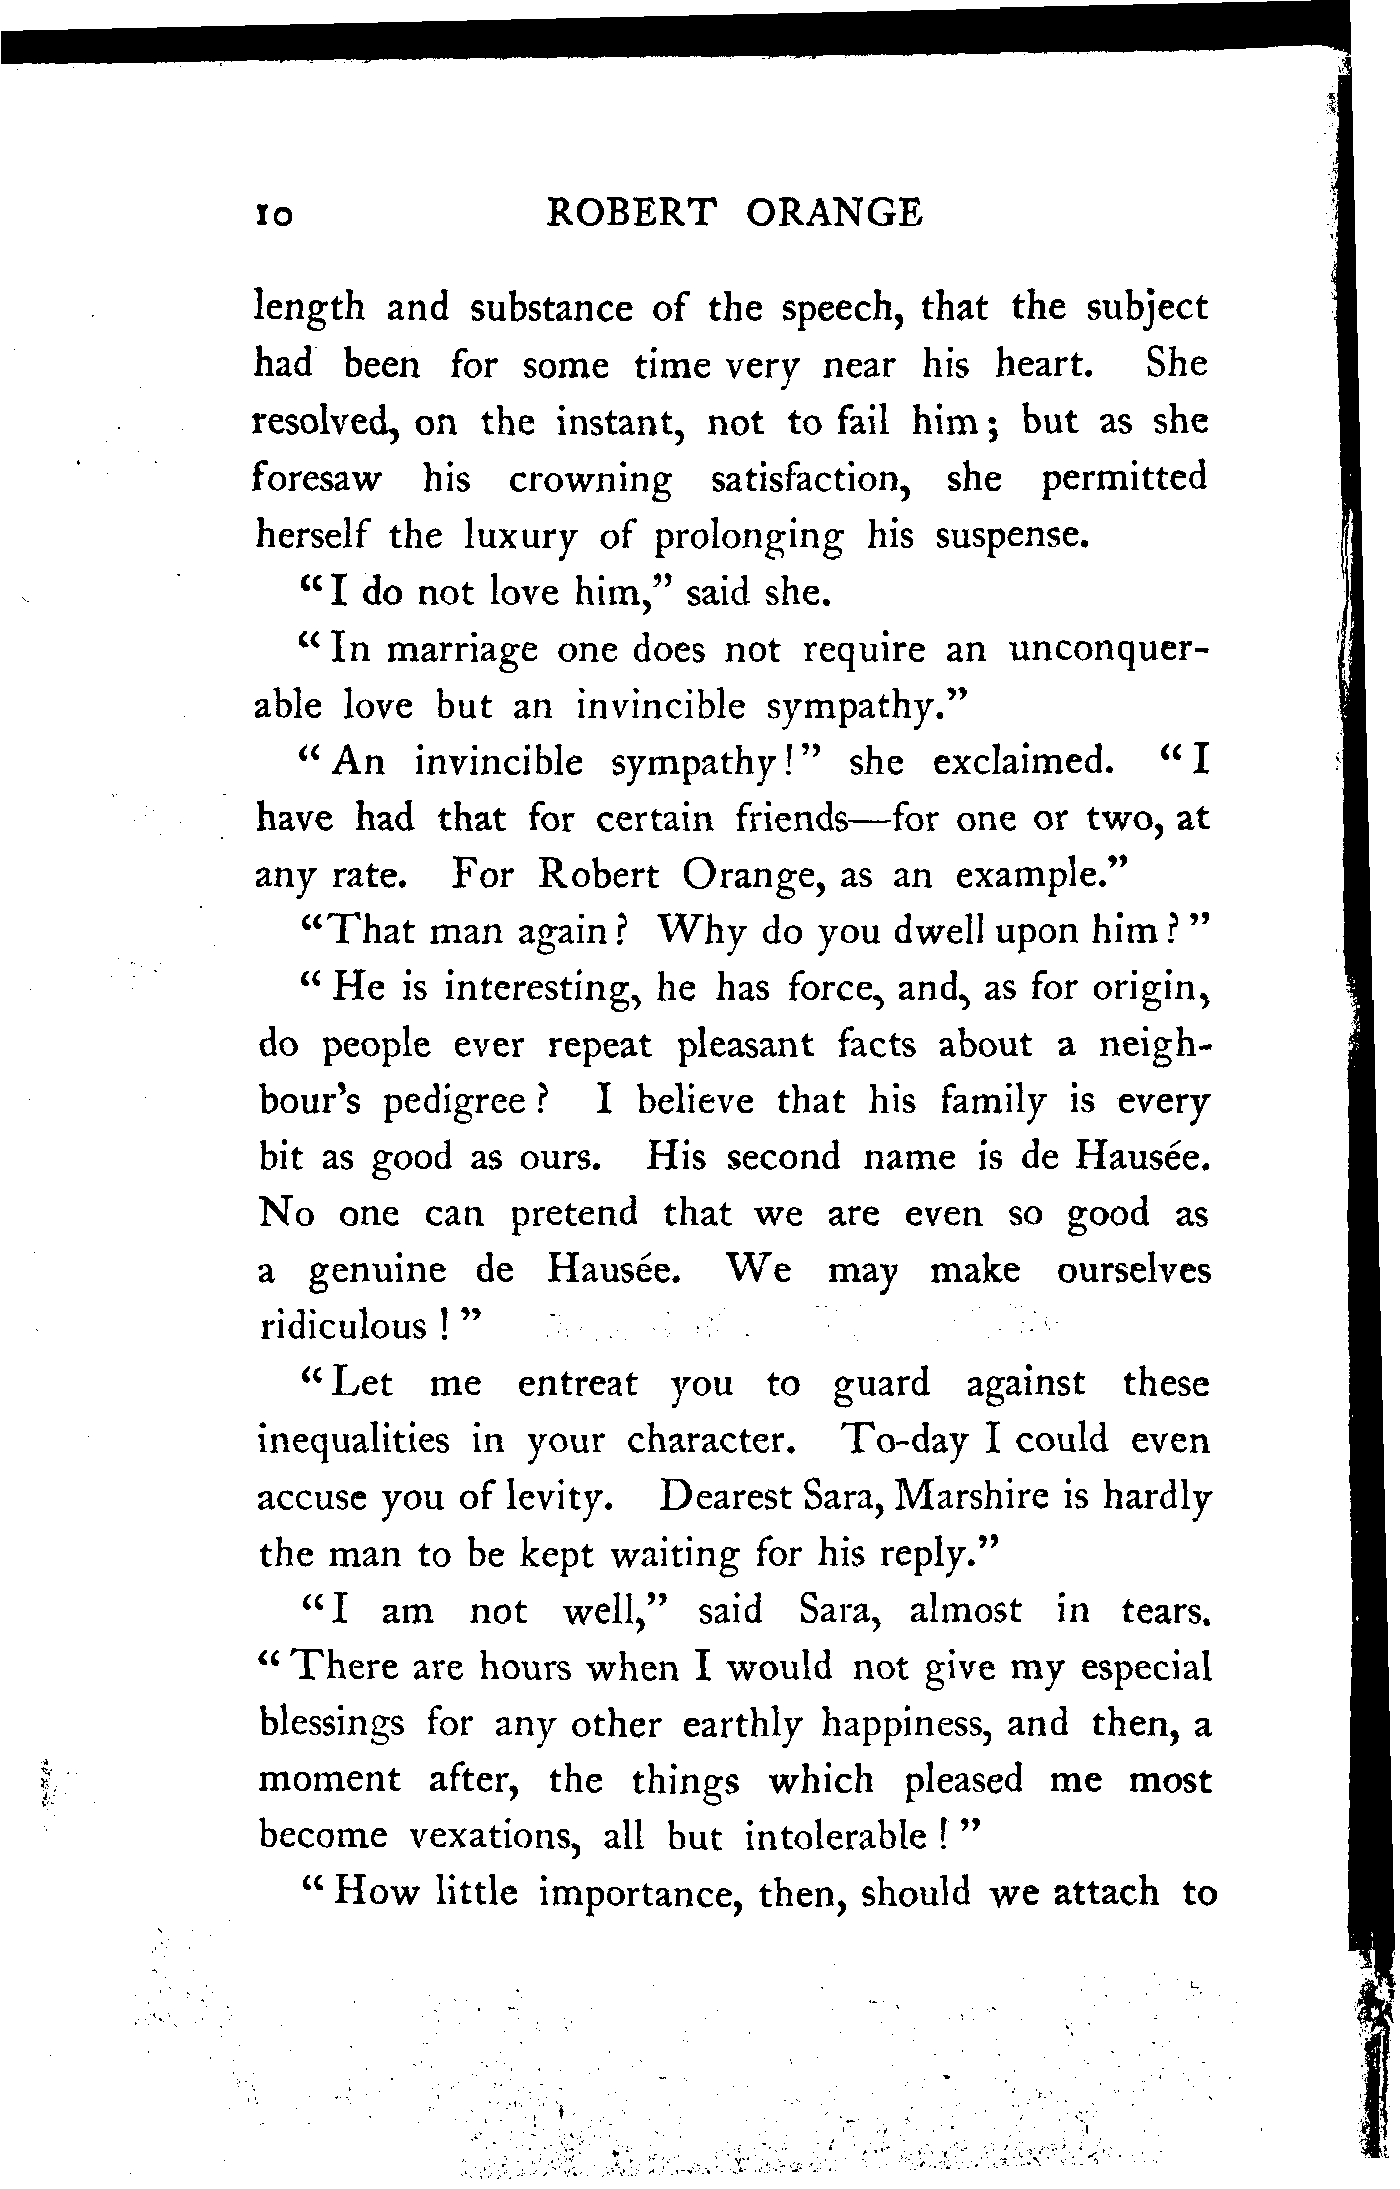 10 ROBERT ORANGE
length and substance of the speech, that the subject
had been for some time very near his heart. She
resolved, on the instant, not to fail him; but as she
foresaw his crowning satisfaction, she permitted
herself the luxury of prolonging his suspense.
"I do not love him," said she.
"In marriage one does not require an unconquer-
able love but an invincible sympathy."
"An invincible sympathy!" she exclaimed. "I
have had that for certain friends—for one or two, at
any rate. For Robert Orange, as an example."
"That man again? Why do you dwell upon him?"
"He is interesting, he has force, and, as for origin,
do people ever repeat pleasant facts about a neigh-
bour's pedigree? I believe that his family is every
bit as good as ours. His second name is de Hausée.
No one can pretend that we are even so good as
a genuine de Hausée. We may make ourselves
ridiculous!"
"Let me entreat you to guard against these
inequalities in your character. To-day I could even
accuse you of levity. Dearest Sara, Marshire is hardly
the man to be kept waiting for his reply."
"I am not well," said Sara, almost in tears.
"There are hours when I would not give my especial
blessings for any other earthly happiness, and then, a
moment after, the things which pleased me most
become vexations, all but intolerable!"
"How little importance, then, should we attach to